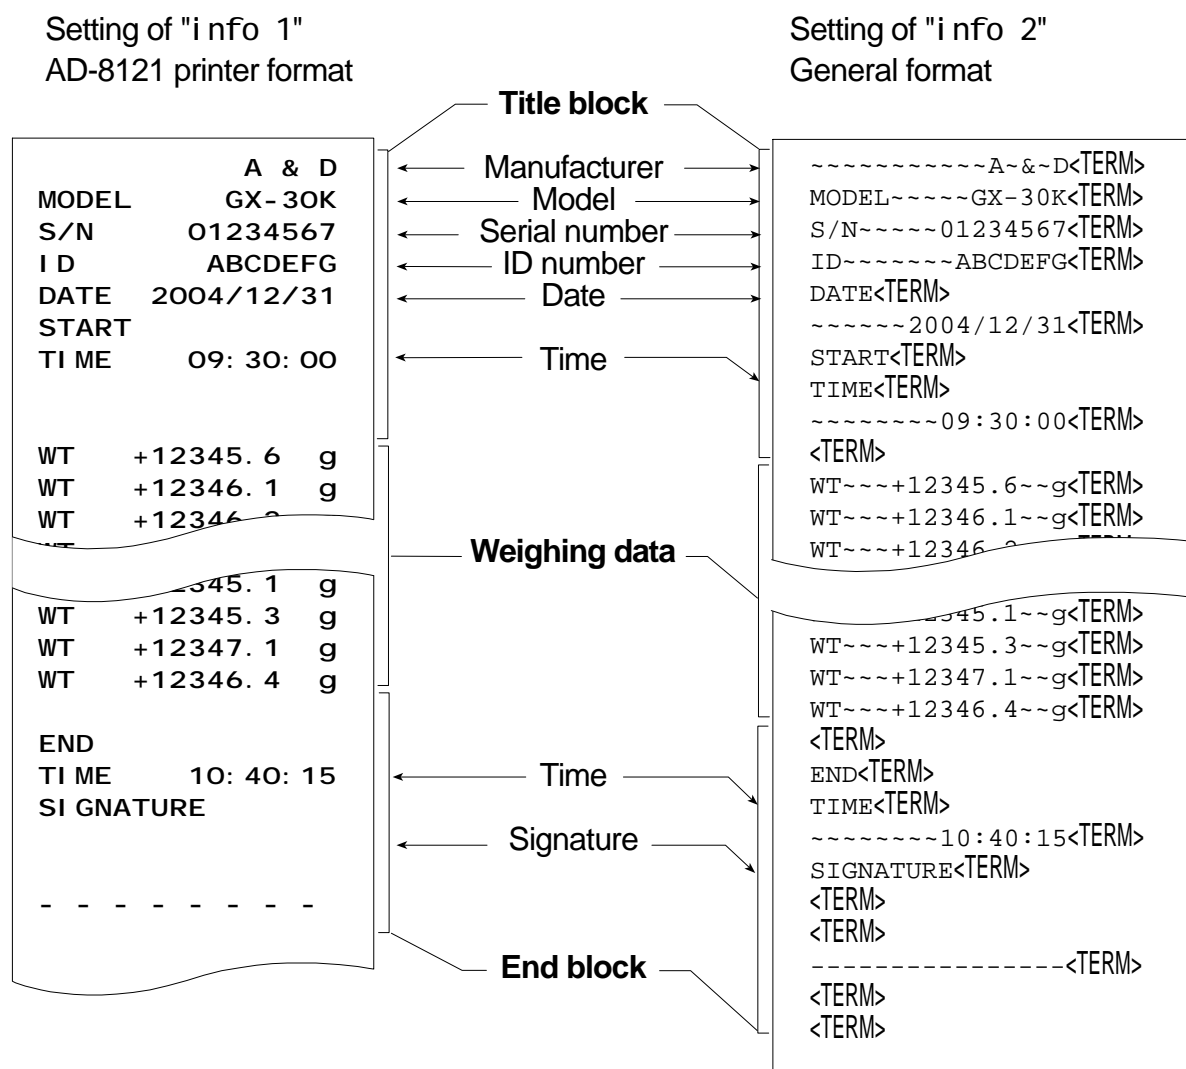 Setting of "info 1"
AD-8121 printer format
A & D
MODEL GX-30K
S/N 01234567
ID ABCDEFG
DATE 2004/12/31
START
TIME 09:30:00
WT +12345.6 g
WT +12346.1 g
WT
g
WT +12345.3 g
WT +12347.1 g
WT +12346.4 g
END
TIME 10:40:15
SIGNATURE
- - - - - - - -
Title block
Manufacturer
Model
Serial number
ID number
Date
Time
Weighing data
Time
Signature
End block
Setting of "info 2"
General format
~~~~~~~~~~~A~&~D<TERM>
MODEL~~~~~GX-30K<TERM>
S/N~~~~~01234567<TERM>
ID~~~~~~~ABCDEFG<TERM>
DATE<TERM>
~~~~~~2004/12/31<TERM>
START<TERM>
TIME<TERM>
~~~~~~~~09:30:00<TERM>
<TERM>
WT~~~+12345.6~~g<TERM>
WT~~~+12346.1~~g<TERM>
WT~~~+12346
45.1~~g<TERM>
WT~~~+12345.3~~g<TERM>
WT~~~+12347.1~~g<TERM>
WT~~~+12346.4~~g<TERM>
<TERM>
END<TERM>
TIME<TERM>
~~~~~~~~10:40:15<TERM>
SIGNATURE<TERM>
<TERM>
<TERM>
----------------<TERM>
<TERM>
<TERM>